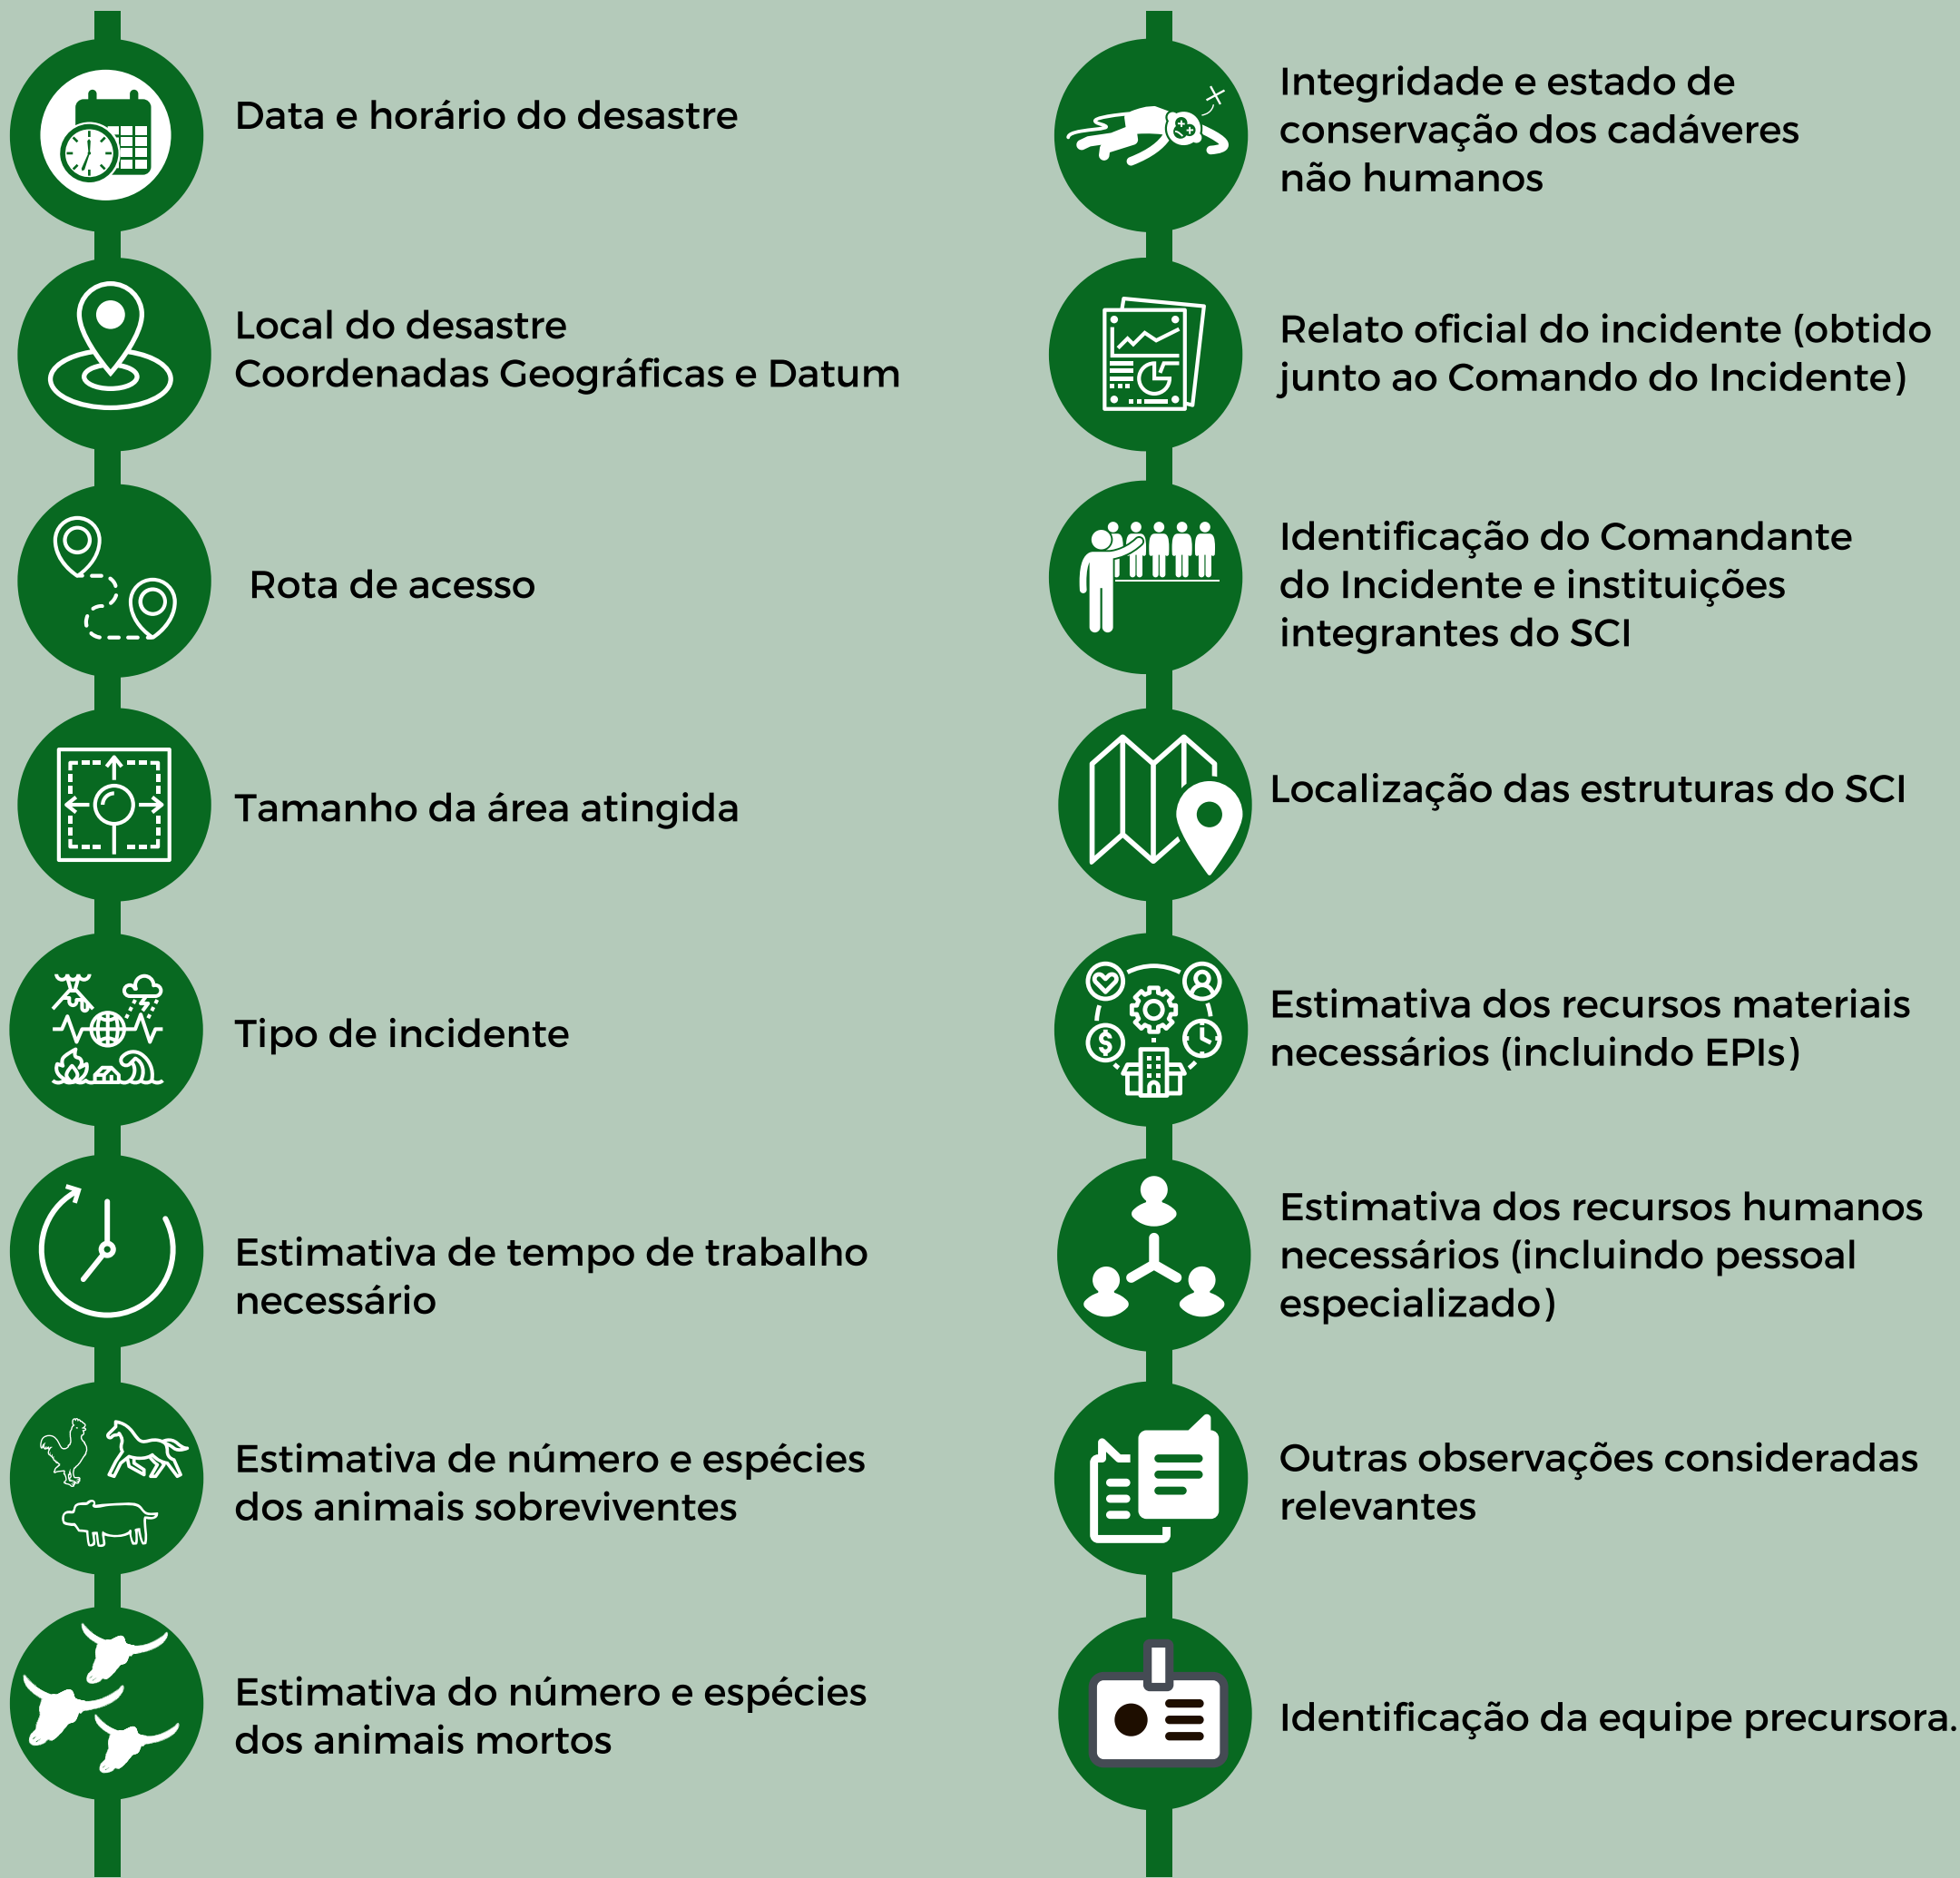 Data e horário do desastre
Local do desastre
Coordenadas Geográficas e Datum
Rota de acesso
Tamanho da área atingida
Tipo de incidente
Estimativa de tempo de trabalho
necessário
Estimativa de número e espécies
dos animais sobreviventes
Estimativa do número e espécies
dos animais mortos
Integridade e estado de
conservação dos cadáveres
não humanos
Relato oficial do incidente (obtido
junto ao Comando do Incidente)
Identificação do Comandante
do Incidente e instituições
integrantes do SCI
Localização das estruturas do SCI
Estimativa dos recursos materiais
necessários (incluindo EPIs)
Estimativa dos recursos humanos
necessários (incluindo pessoal
especializado)
Outras observações consideradas
relevantes
Identificação da equipe precursora.